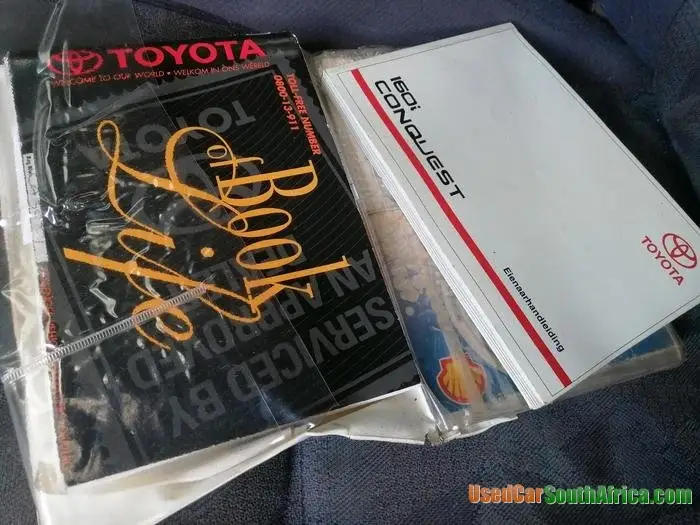 TOYOTA
WELCOME TO OUR WORLD • WELKOM IN ONS WÊRELD
TOLL-FREE NUMBER
0800-13-911
Book
of
Life
TOYOTA
SERVICED BY
AN APPROVED
160i
CONQUEST
TOYOTA
Eienaarhandleiding
UsedCarSouthAfrica.com